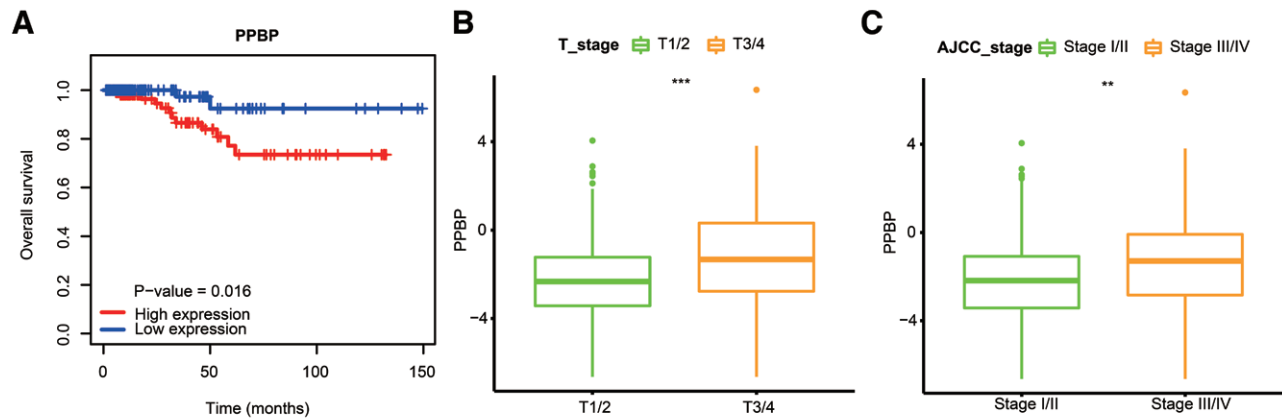 A
PPBP
Overall survival
1.0
0.8
0.6
0.4
0.2
0.0
P-value = 0.016
High expression
Low expression
0 50 100 150
Time (months)
B
T_stage T1/2 T3/4
***
PPBP
4
0
−4
T1/2 T3/4
C
AJCC_stage Stage I/II Stage III/IV
**
PPBP
4
0
−4
Stage I/II Stage III/IV